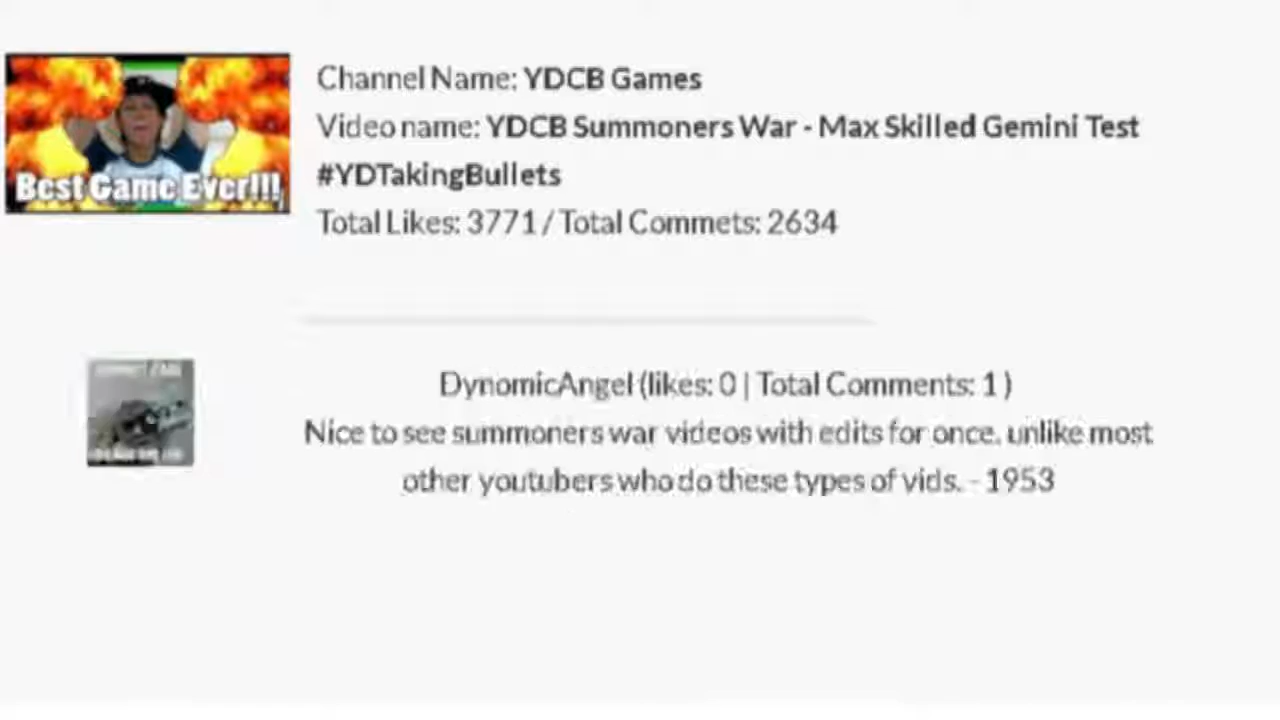 Best Game Ever!!!
Channel Name: YDCB Games
Video name: YDCB Summoners War - Max Skilled Gemini Test
#YDTakingBullets
Total Likes: 3771 / Total Commets: 2634
DynomicAngel (likes: 0 | Total Comments: 1 )
Nice to see summoners war videos with edits for once, unlike most
other youtubers who do these types of vids. - 1953